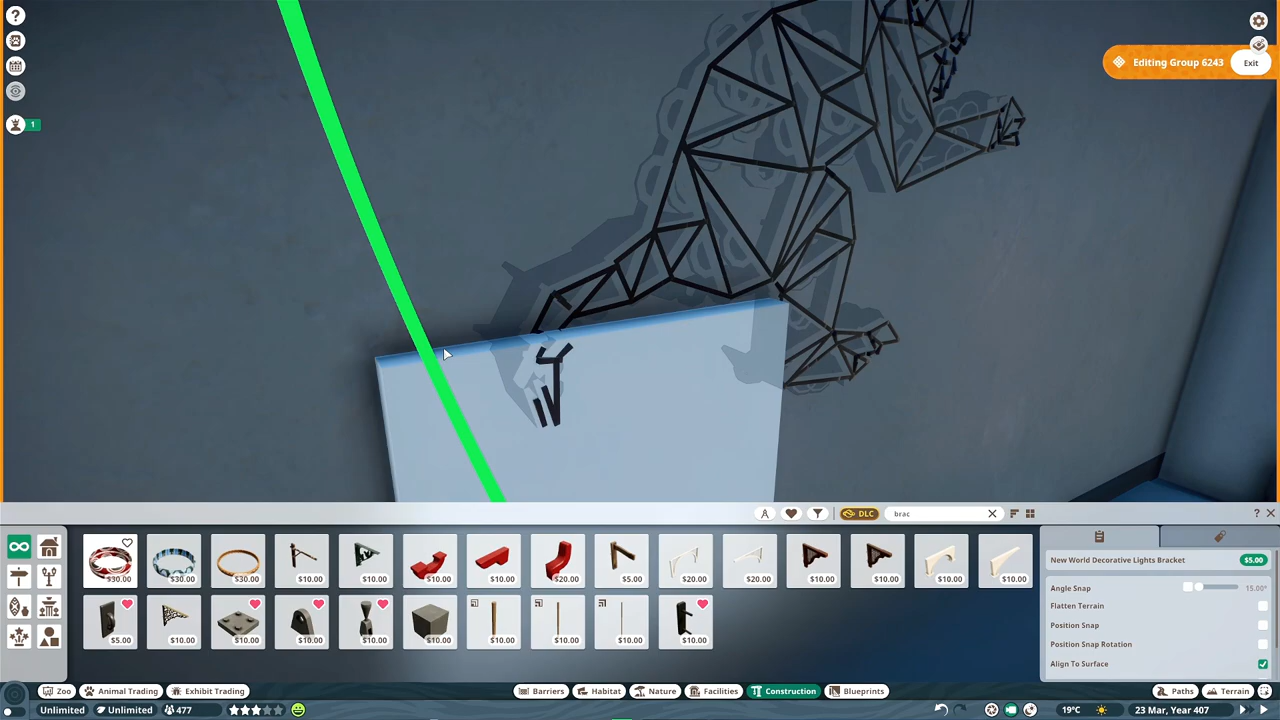 ?
Editing Group 6243 Exit
1
A DLC brac ? X
$30.00 $30.00 $30.00 $10.00 $10.00 $10.00 $10.00 $20.00 $5.00 $20.00 $20.00 $10.00 $10.00 $10.00 $10.00
$5.00 $10.00 $10.00 $10.00 $10.00 $10.00 $10.00 $10.00 $10.00 $10.00
New World Decorative Lights Bracket $5.00
Angle Snap 15.00°
Flatten Terrain
Position Snap
Position Snap Rotation
Align To Surface
Zoo Animal Trading Exhibit Trading Barriers Habitat Nature Facilities Construction Blueprints Paths Terrain
Unlimited Unlimited 477 19°C 23 Mar, Year 407